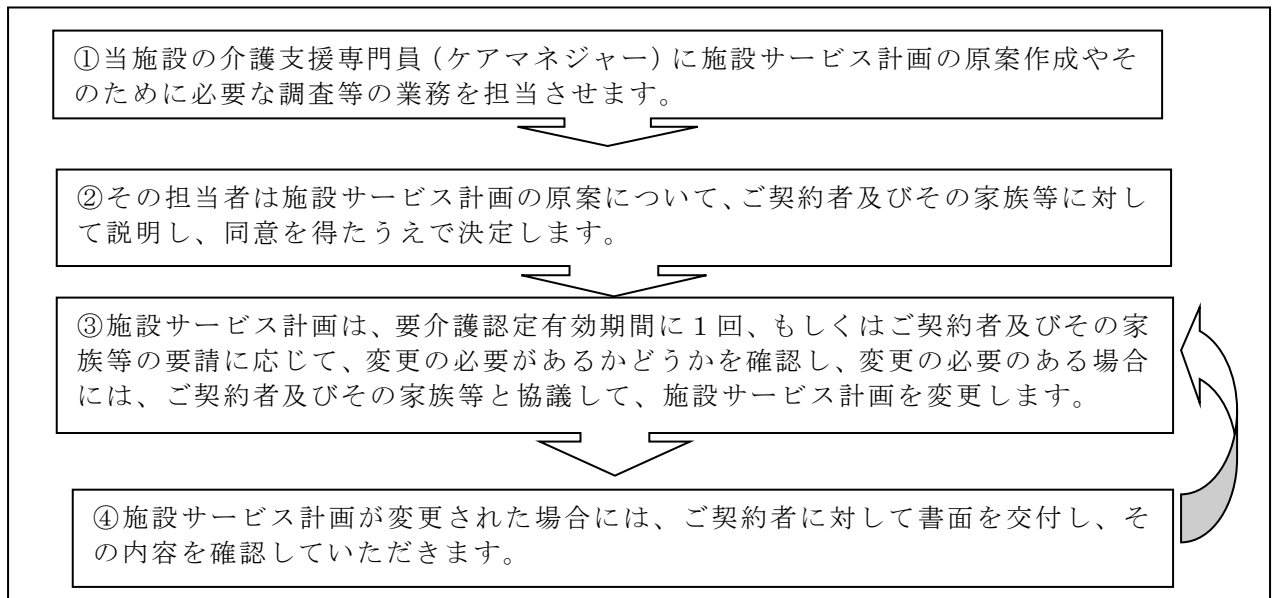 ①当施設の介護支援専門員（ケアマネジャー）に施設サービス計画の原案作成やそ
のために必要な調査等の業務を担当させます。
②その担当者は施設サービス計画の原案について、ご契約者及びその家族等に対し
て説明し、同意を得たうえで決定します。
③施設サービス計画は、要介護認定有効期間に１回、もしくはご契約者及びその家
族等の要請に応じて、変更の必要があるかどうかを確認し、変更の必要のある場合
には、ご契約者及びその家族等と協議して、施設サービス計画を変更します。
④施設サービス計画が変更された場合には、ご契約者に対して書面を交付し、そ
の内容を確認していただきます。